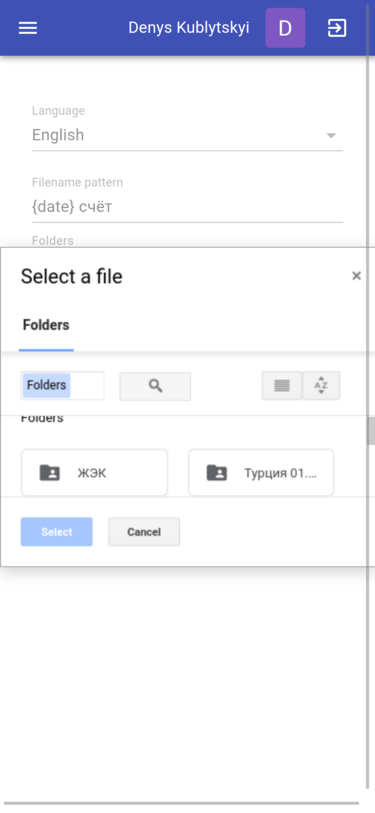 Denys Kublytskyi
D
Language
English
Filename pattern
{date} счёт
Folders
Select a file
×
Folders
Folders
AZ
Folders
ЖЭК
Турция 01....
Select
Cancel